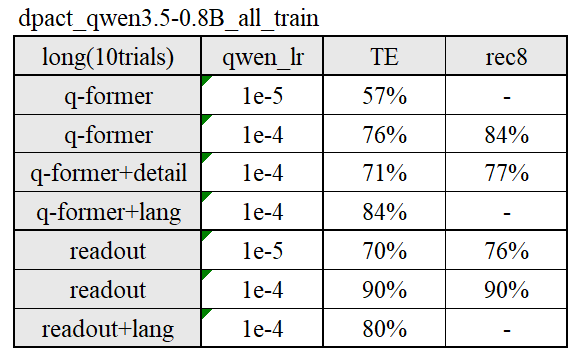 dpact_qwen3.5-0.8B_all_train
long(10trials) qwen_lr TE rec8
q-former 1e-5 57% -
q-former 1e-4 76% 84%
q-former+detail 1e-4 71% 77%
q-former+lang 1e-4 84% -
readout 1e-5 70% 76%
readout 1e-4 90% 90%
readout+lang 1e-4 80% -